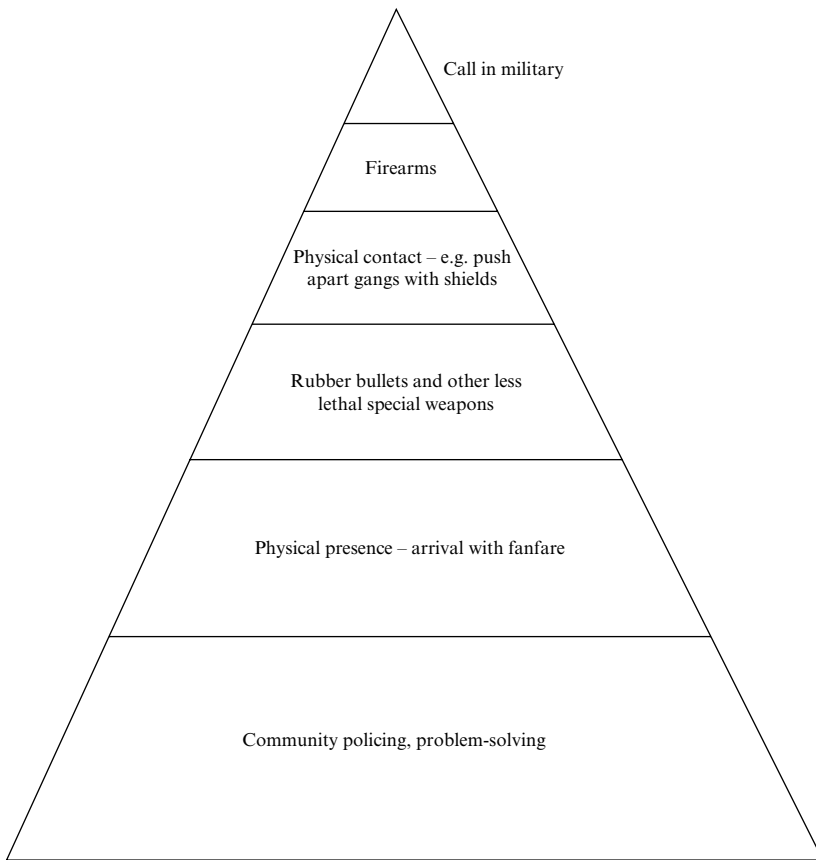 Call in military
Firearms
Physical contact – e.g. push
apart gangs with shields
Rubber bullets and other less
lethal special weapons
Physical presence – arrival with fanfare
Community policing, problem-solving